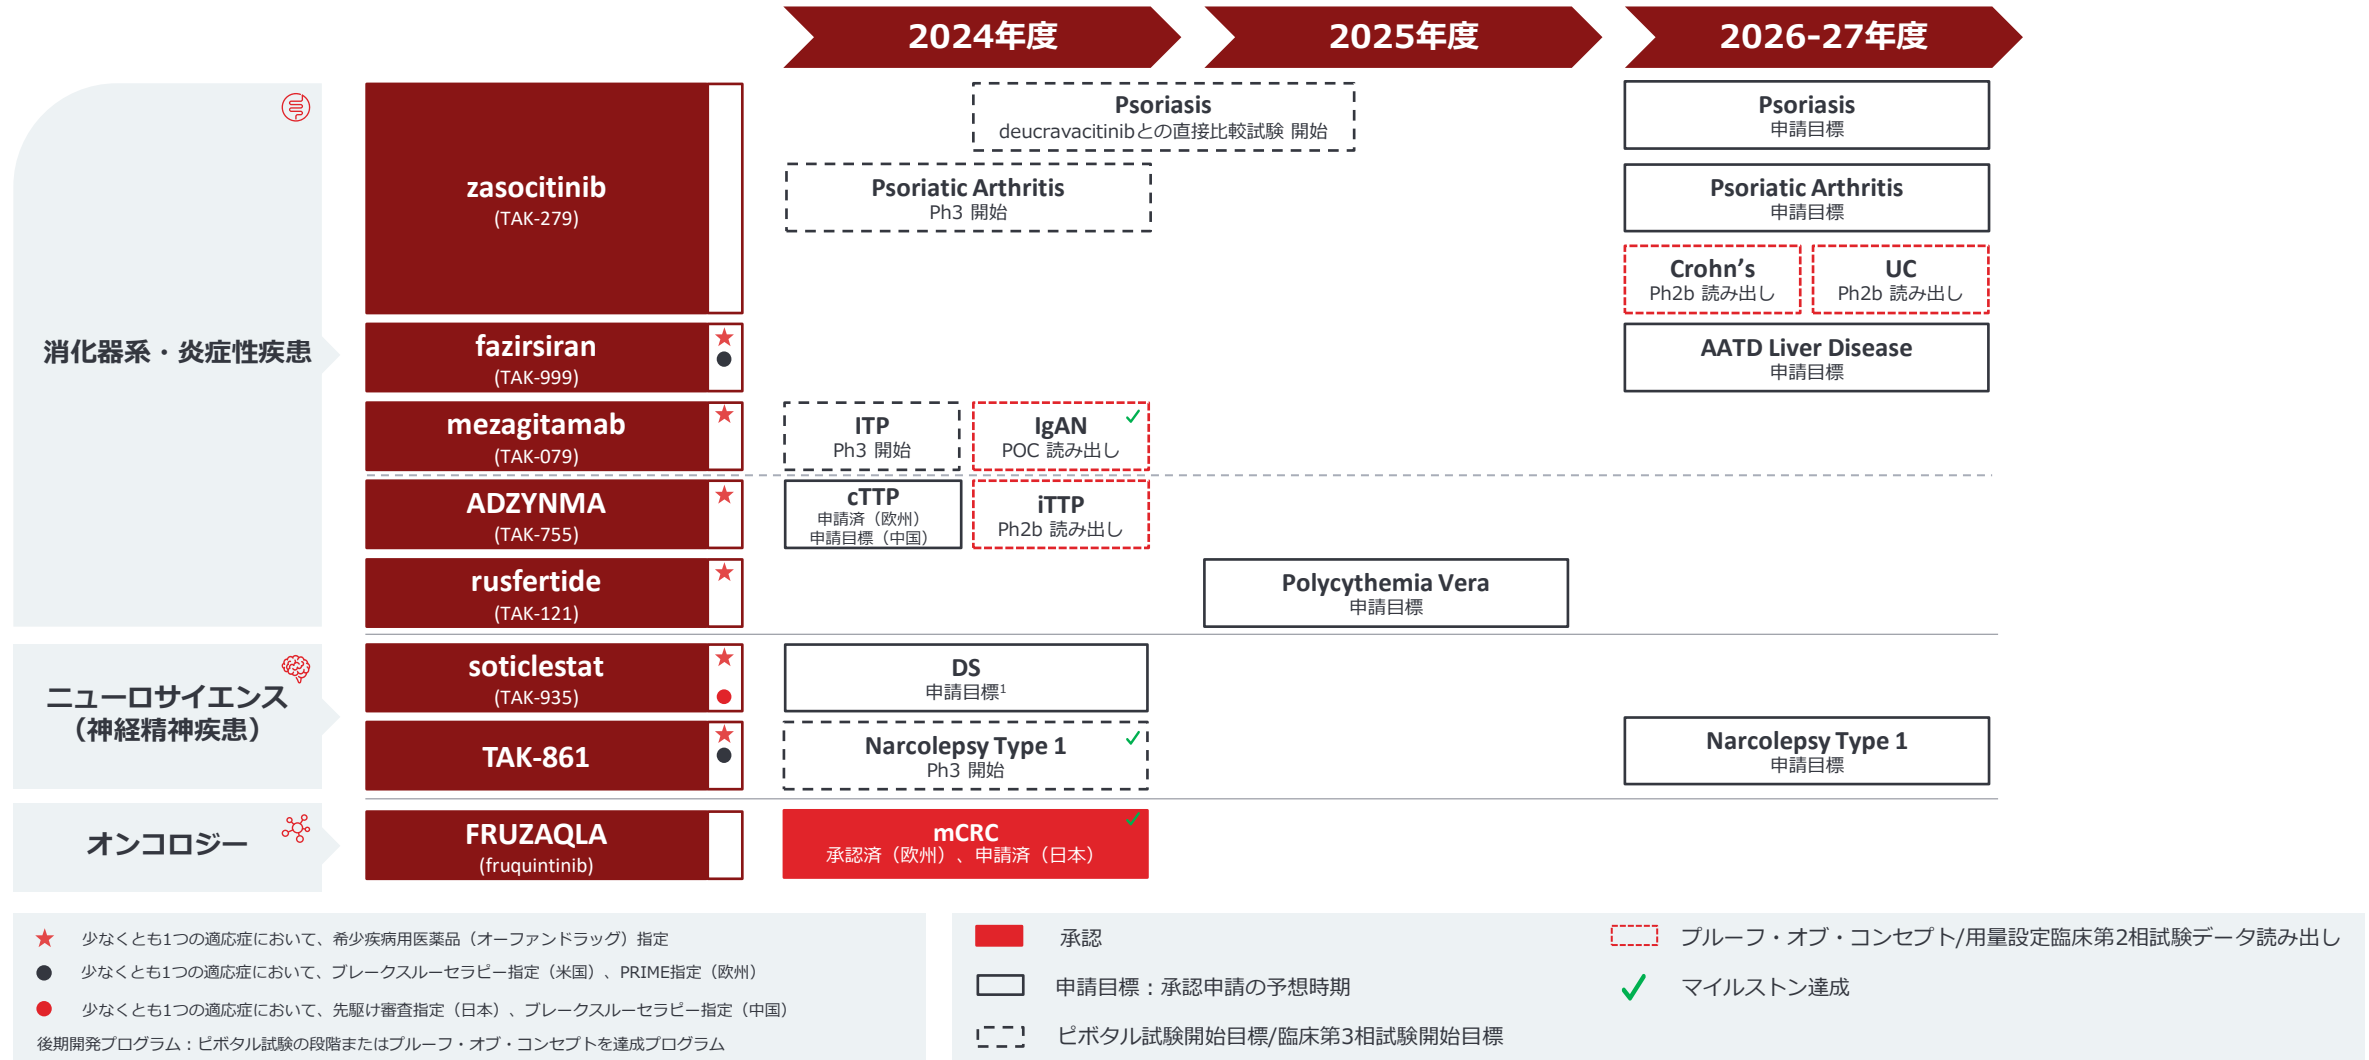 2024年度
2025年度
2026-27年度
消化器系・炎症性疾患
zasocitinib
(TAK-279)
Psoriasis
deucravacitinibとの直接比較試験 開始
Psoriasis
申請目標
Psoriatic Arthritis
Ph3 開始
Psoriatic Arthritis
申請目標
Crohn’s
Ph2b 読み出し
UC
Ph2b 読み出し
fazirsiran
(TAK-999)
AATD Liver Disease
申請目標
mezagitamab
(TAK-079)
ITP
Ph3 開始
IgAN
POC 読み出し
ADZYNMA
(TAK-755)
cTTP
申請済（欧州）
申請目標（中国）
iTTP
Ph2b 読み出し
rusfertide
(TAK-121)
Polycythemia Vera
申請目標
ニューロサイエンス
（神経精神疾患）
soticlestat
(TAK-935)
DS
申請目標1
TAK-861
Narcolepsy Type 1
Ph3 開始
Narcolepsy Type 1
申請目標
オンコロジー
FRUZAQLA
(fruquintinib)
mCRC
承認済（欧州）、申請済（日本）
少なくとも1つの適応症において、希少疾病用医薬品（オーファンドラッグ）指定
少なくとも1つの適応症において、ブレークスルーセラピー指定（米国）、PRIME指定（欧州）
少なくとも1つの適応症において、先駆け審査指定（日本）、ブレークスルーセラピー指定（中国）
後期開発プログラム：ピボタル試験の段階またはプルーフ・オブ・コンセプトを達成プログラム
承認
申請目標：承認申請の予想時期
ピボタル試験開始目標/臨床第3相試験開始目標
プルーフ・オブ・コンセプト/用量設定臨床第2相試験データ読み出し
マイルストン達成